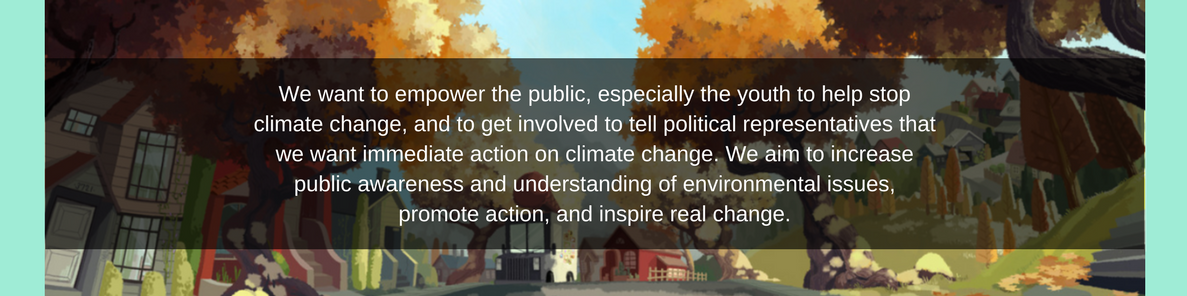 We want to empower the public, especially the youth to help stop
climate change, and to get involved to tell political representatives that
we want immediate action on climate change. We aim to increase
public awareness and understanding of environmental issues,
promote action, and inspire real change.